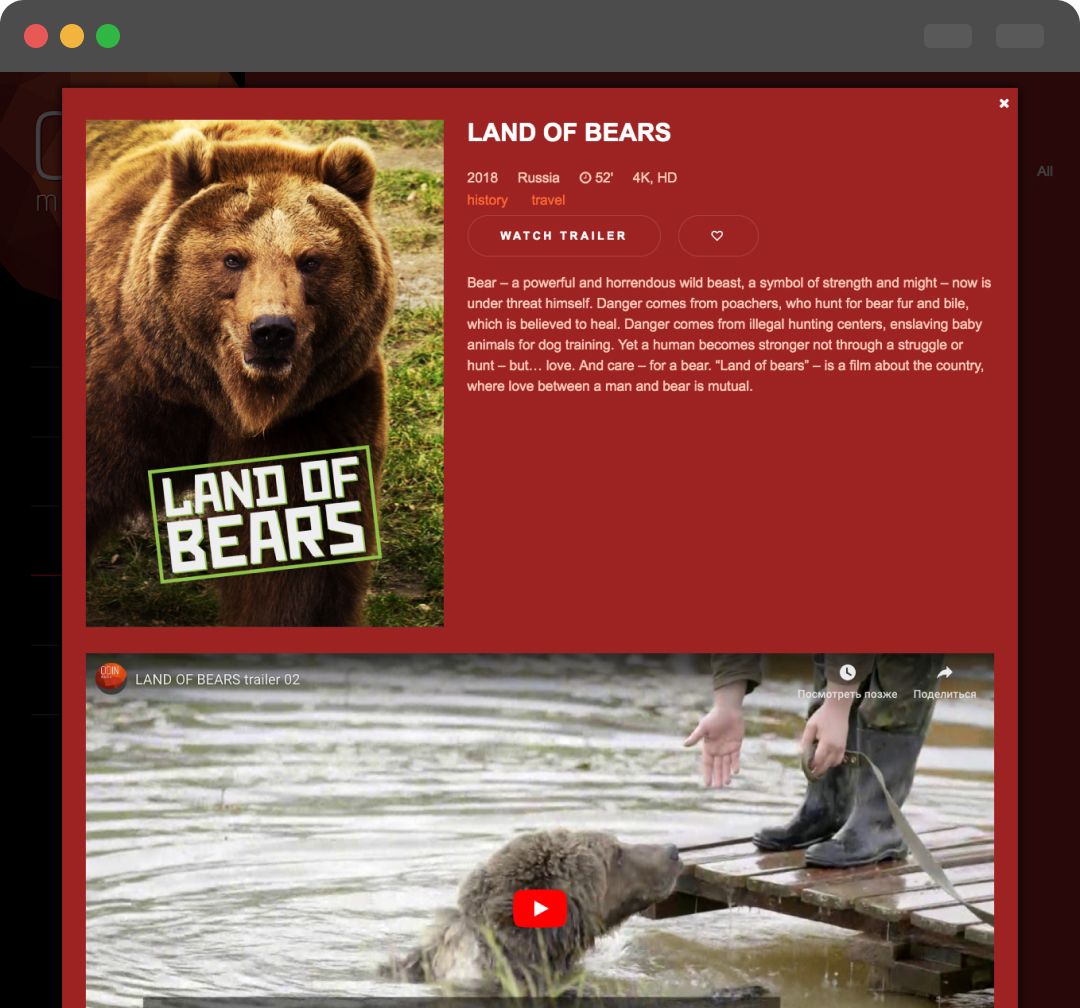 All
LAND OF BEARS
2018 Russia 52' 4K, HD
history travel
WATCH TRAILER
Bear – a powerful and horrendous wild beast, a symbol of strength and might – now is
under threat himself. Danger comes from poachers, who hunt for bear fur and bile,
which is believed to heal. Danger comes from illegal hunting centers, enslaving baby
animals for dog training. Yet a human becomes stronger not through a struggle or
hunt – but… love. And care – for a bear. “Land of bears” – is a film about the country,
where love between a man and bear is mutual.
LAND OF
BEARS
ODIN
LAND OF BEARS trailer 02
Посмотреть позже Поделиться